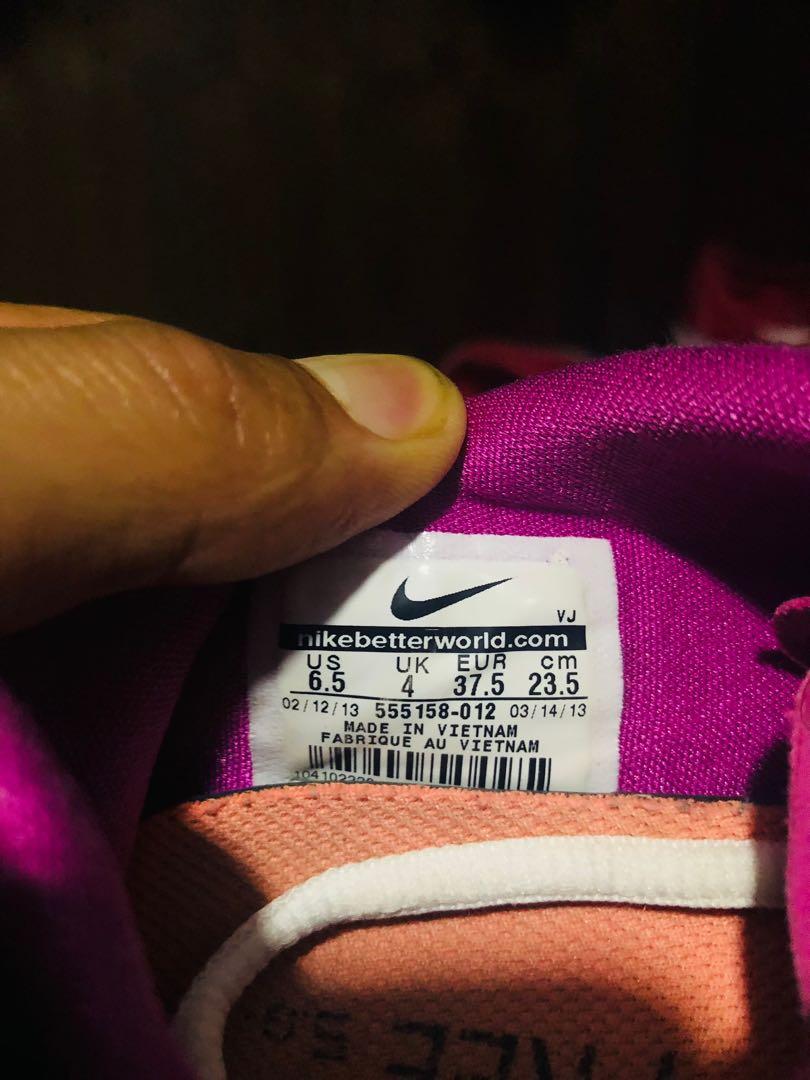 VJ
nikebetterworld.com
US UK EUR cm
6.5 4 37.5 23.5
02/12/13 555158-012 03/14/13
MADE IN VIETNAM
FABRIQUE AU VIETNAM